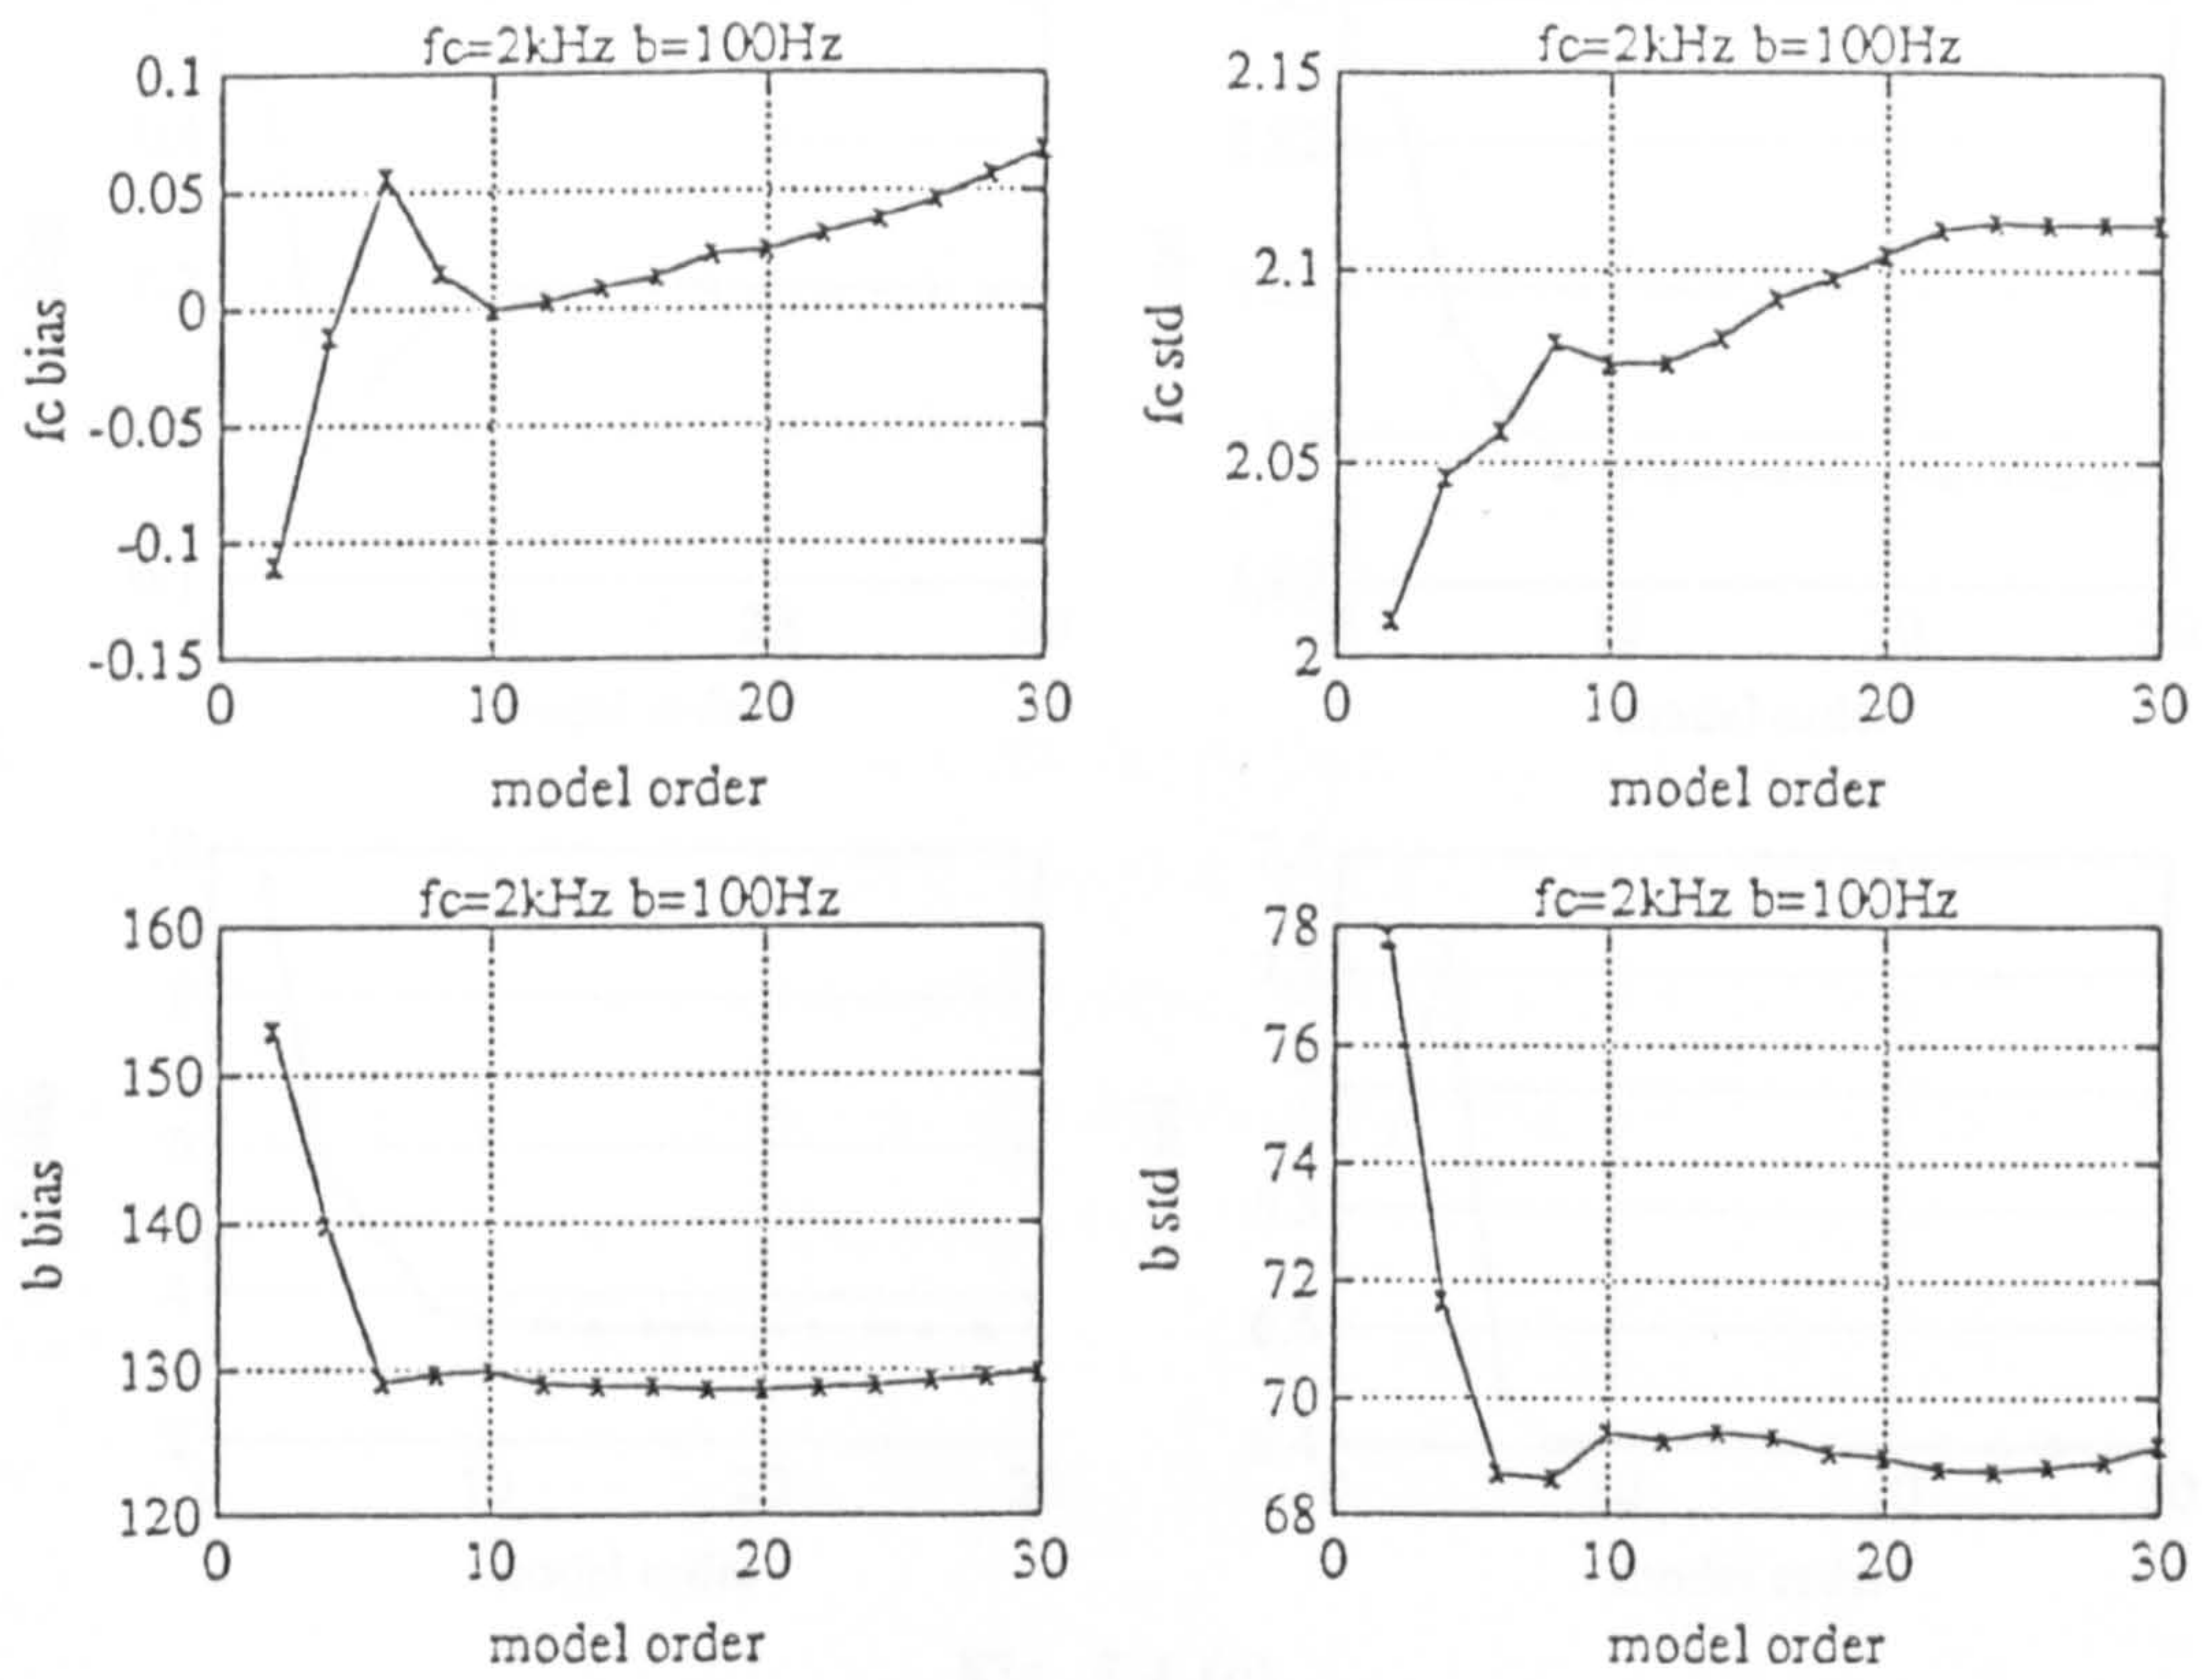 fc=2kHz b=100Hz
0.1
0.05
0
-0.05
-0.1
-0.15
fc bias
0 10 20 30
model order
fc=2kHz b=100Hz
2.15
2.1
2.05
2
fc std
0 10 20 30
model order
fc=2kHz b=100Hz
160
150
140
130
120
b bias
0 10 20 30
model order
fc=2kHz b=100Hz
78
76
74
72
70
68
b std
0 10 20 30
model order